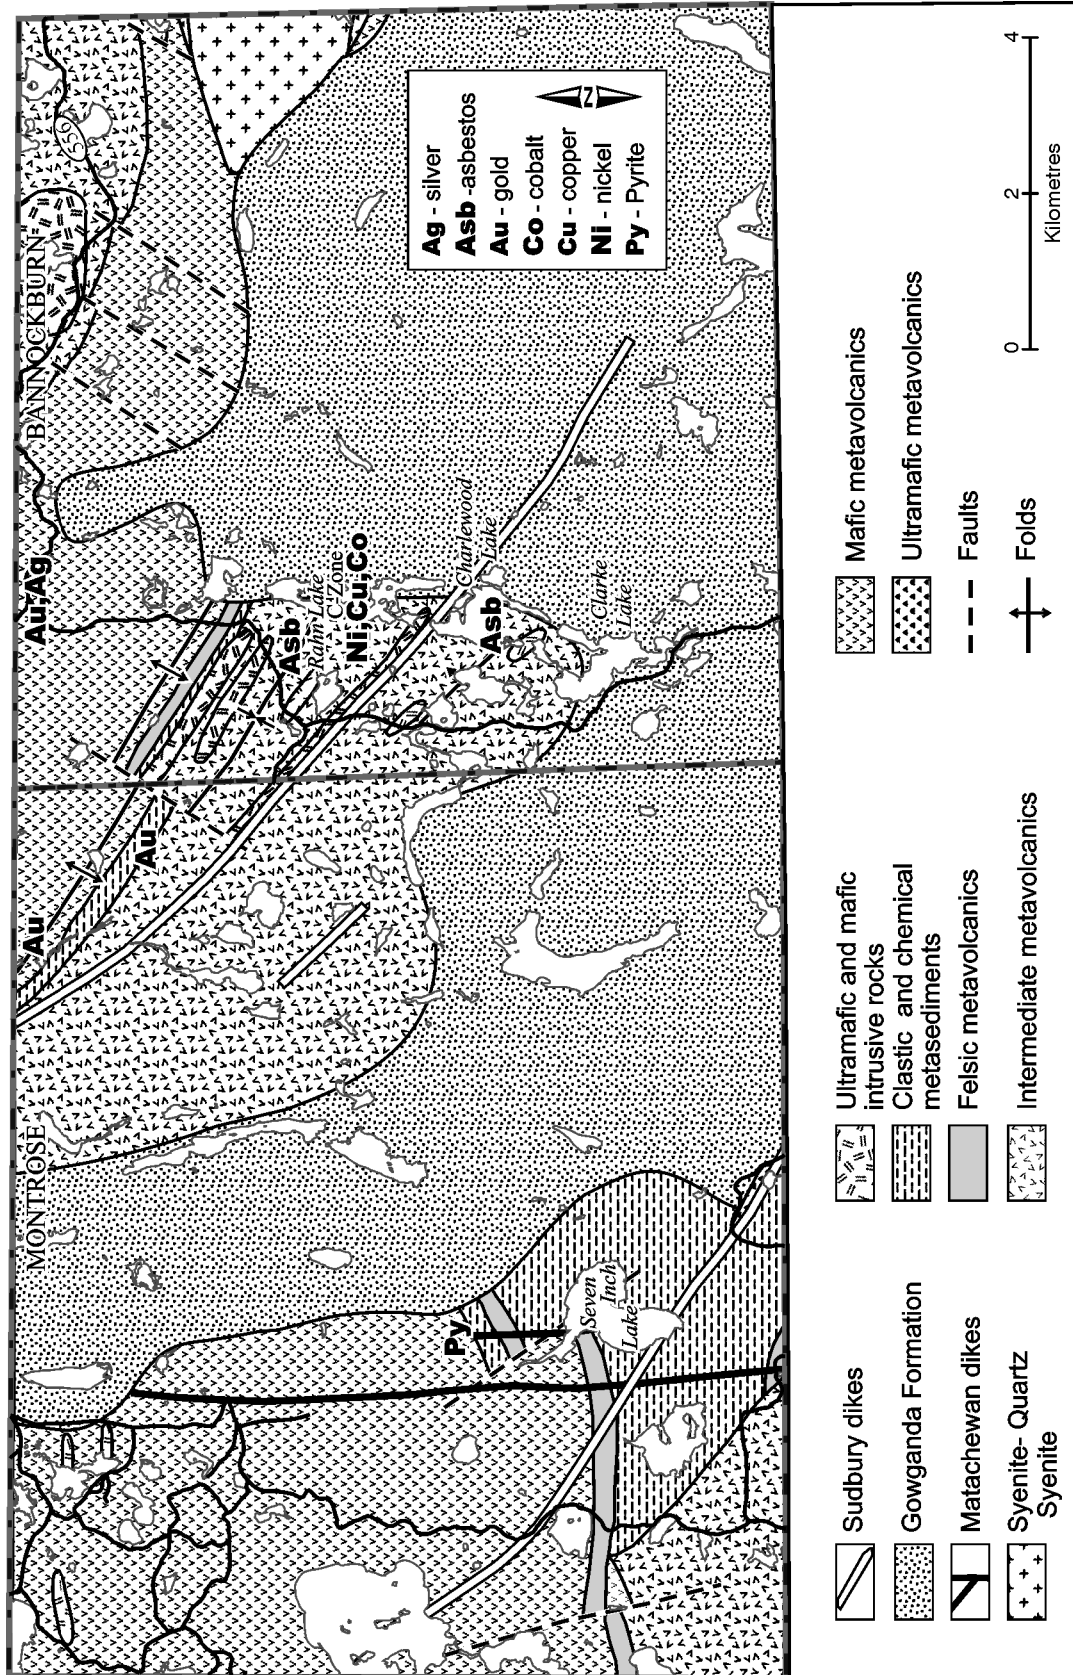 MONTROSE
BANNOCKBURN
Au
Au
Au,Ag
556
Asb
Rahn Lake
C-Zone
Ni,Cu,Co
Charlewood
Lake
Asb
Clarke
Lake
Py
Seven
Inch
Lake
Ag - silver
Asb -asbestos
Au - gold
Co - cobalt
Cu - copper
Ni - nickel
Py - Pyrite
N
Sudbury dikes
Gowganda Formation
Matachewan dikes
Syenite- Quartz
Syenite
Ultramafic and mafic
intrusive rocks
Clastic and chemical
metasediments
Felsic metavolcanics
Intermediate metavolcanics
Mafic metavolcanics
Ultramafic metavolcanics
Faults
Folds
0 2 4
Kilometres